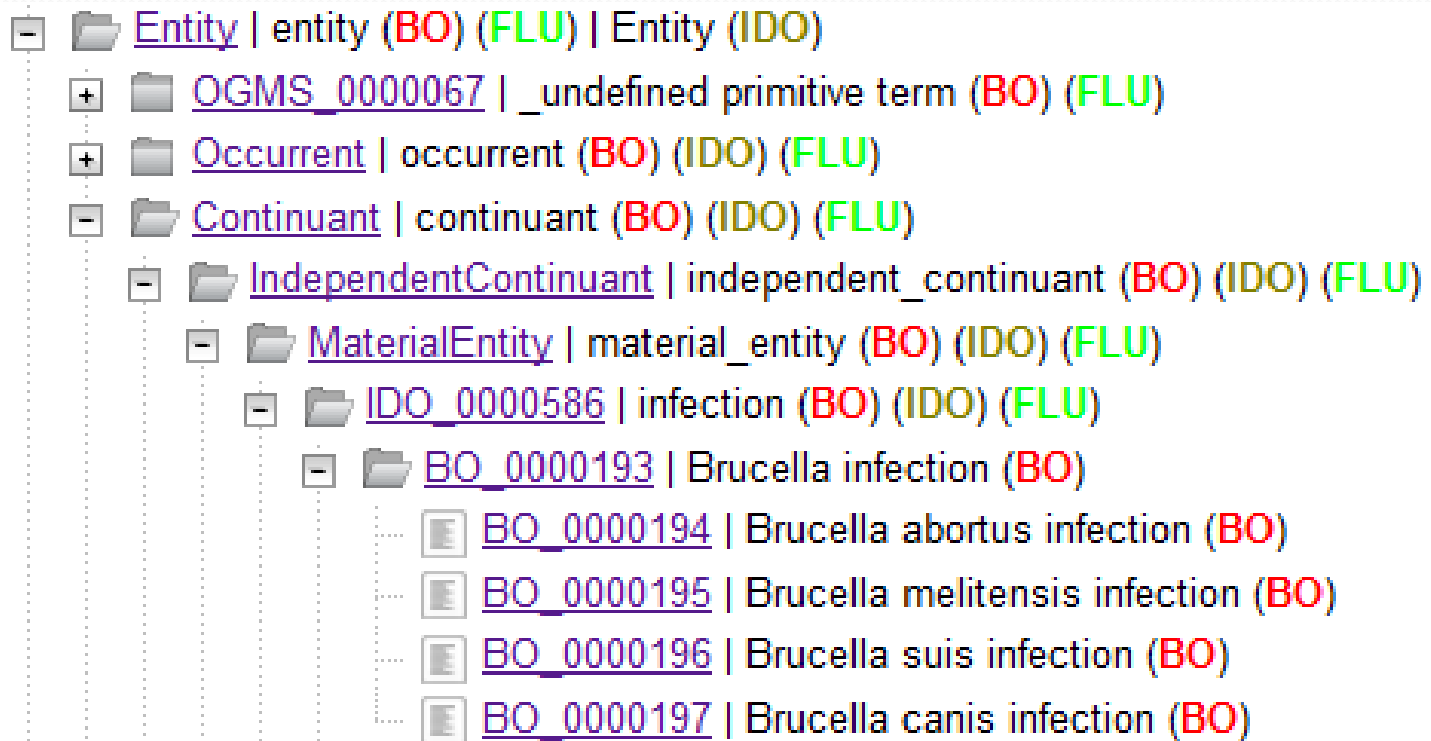 Entity | entity (BO) (FLU) | Entity (IDO)
OGMS_0000067 | _undefined primitive term (BO) (FLU)
Occurrent | occurrent (BO) (IDO) (FLU)
Continuant | continuant (BO) (IDO) (FLU)
IndependentContinuant | independent_continuant (BO) (IDO) (FLU)
MaterialEntity | material_entity (BO) (IDO) (FLU)
IDO_0000586 | infection (BO) (IDO) (FLU)
BO_0000193 | Brucella infection (BO)
BO_0000194 | Brucella abortus infection (BO)
BO_0000195 | Brucella melitensis infection (BO)
BO_0000196 | Brucella suis infection (BO)
BO_0000197 | Brucella canis infection (BO)